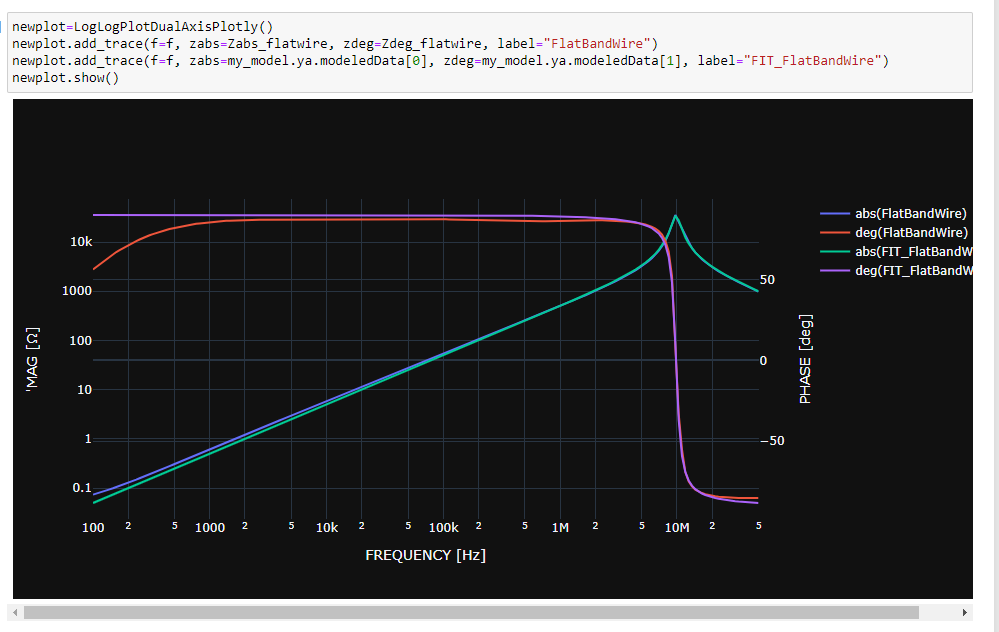 newplot=LogLogPlotDualAxisPlotly()
newplot.add_trace(f=f, zabs=Zabs_flatwire, zdeg=Zdeg_flatwire, label="FlatBandWire")
newplot.add_trace(f=f, zabs=my_model.ya.modeledData[0], zdeg=my_model.ya.modeledData[1], label="FIT_FlatBandWire")
newplot.show()
abs(FlatBandWire)
deg(FlatBandWire)
abs(FIT_FlatBandW
deg(FIT_FlatBandW
10k
1000
100
10
1
0.1
'MAG [Ω]
50
0
−50
PHASE [deg]
100 2 5 1000 2 5 10k 2 5 100k 2 5 1M 2 5 10M 2 5
FREQUENCY [Hz]